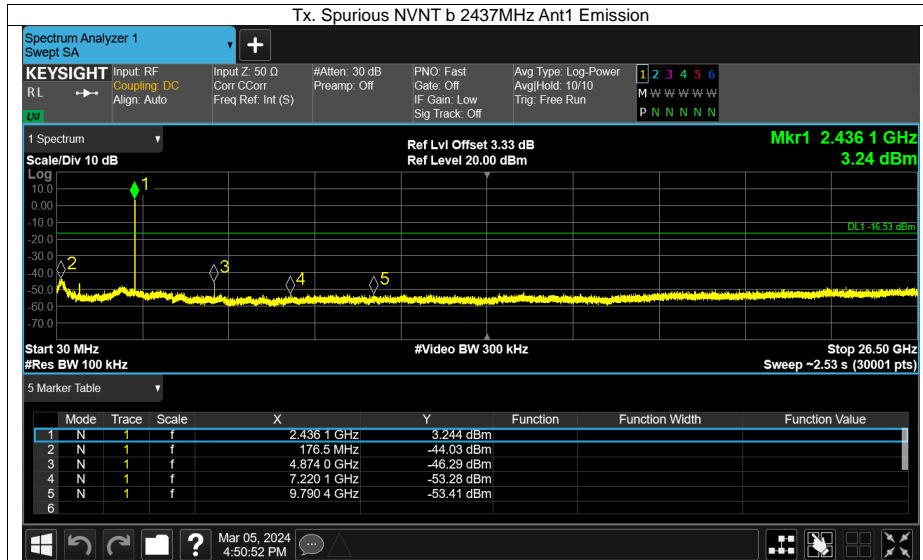 Tx. Spurious NVNT b 2437MHz Ant1 Emission
Spectrum Analyzer 1
Swept SA
+
KEYSIGHT Input: RF Input Z: 50 Ω #Atten: 30 dB PNO: Fast Avg Type: Log-Power 1 2 3 4 5 6
RL Coupling: DC Corr CCorr Preamp: Off Gate: Off Avg|Hold: 10/10 M W W W W W
Align: Auto Freq Ref: Int (S) IF Gain: Low Trig: Free Run
LXI Sig Track: Off P N N N N N
1 Spectrum Ref Lvl Offset 3.33 dB Mkr1 2.436 1 GHz
Scale/Div 10 dB Ref Level 20.00 dBm 3.24 dBm
Log
10.0 1
0.00
-10.0 DL1 -16.53 dBm
-20.0
-30.0 2 3
-40.0 4 5
-50.0
-60.0
-70.0
Start 30 MHz #Video BW 300 kHz Stop 26.50 GHz
#Res BW 100 kHz Sweep ~2.53 s (30001 pts)
5 Marker Table
Mode Trace Scale X Y Function Function Width Function Value
1 N 1 f 2.436 1 GHz 3.244 dBm
2 N 1 f 176.5 MHz -44.03 dBm
3 N 1 f 4.874 0 GHz -46.29 dBm
4 N 1 f 7.220 1 GHz -53.28 dBm
5 N 1 f 9.790 4 GHz -53.41 dBm
6
? Mar 05, 2024
4:50:52 PM